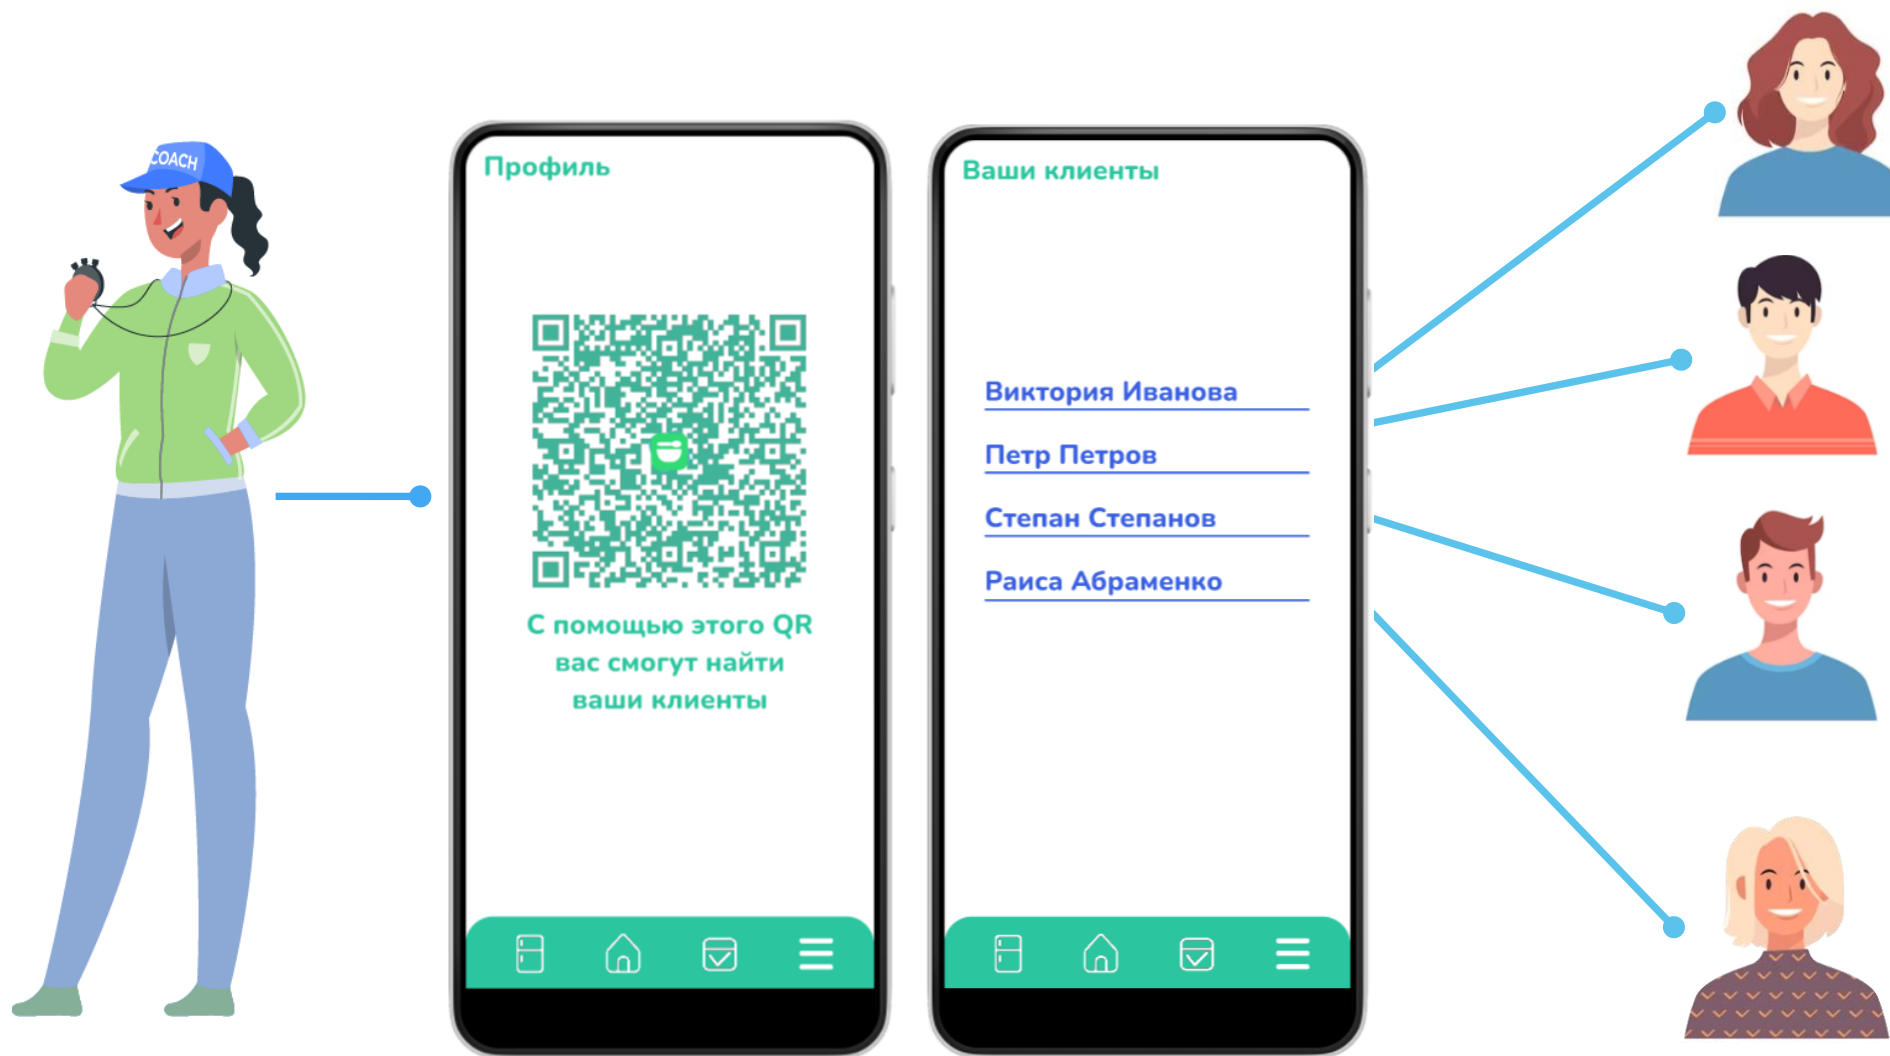 COACH
Профиль
С помощью этого QR
вас смогут найти
ваши клиенты
Ваши клиенты
Виктория Иванова
Петр Петров
Степан Степанов
Раиса Абраменко